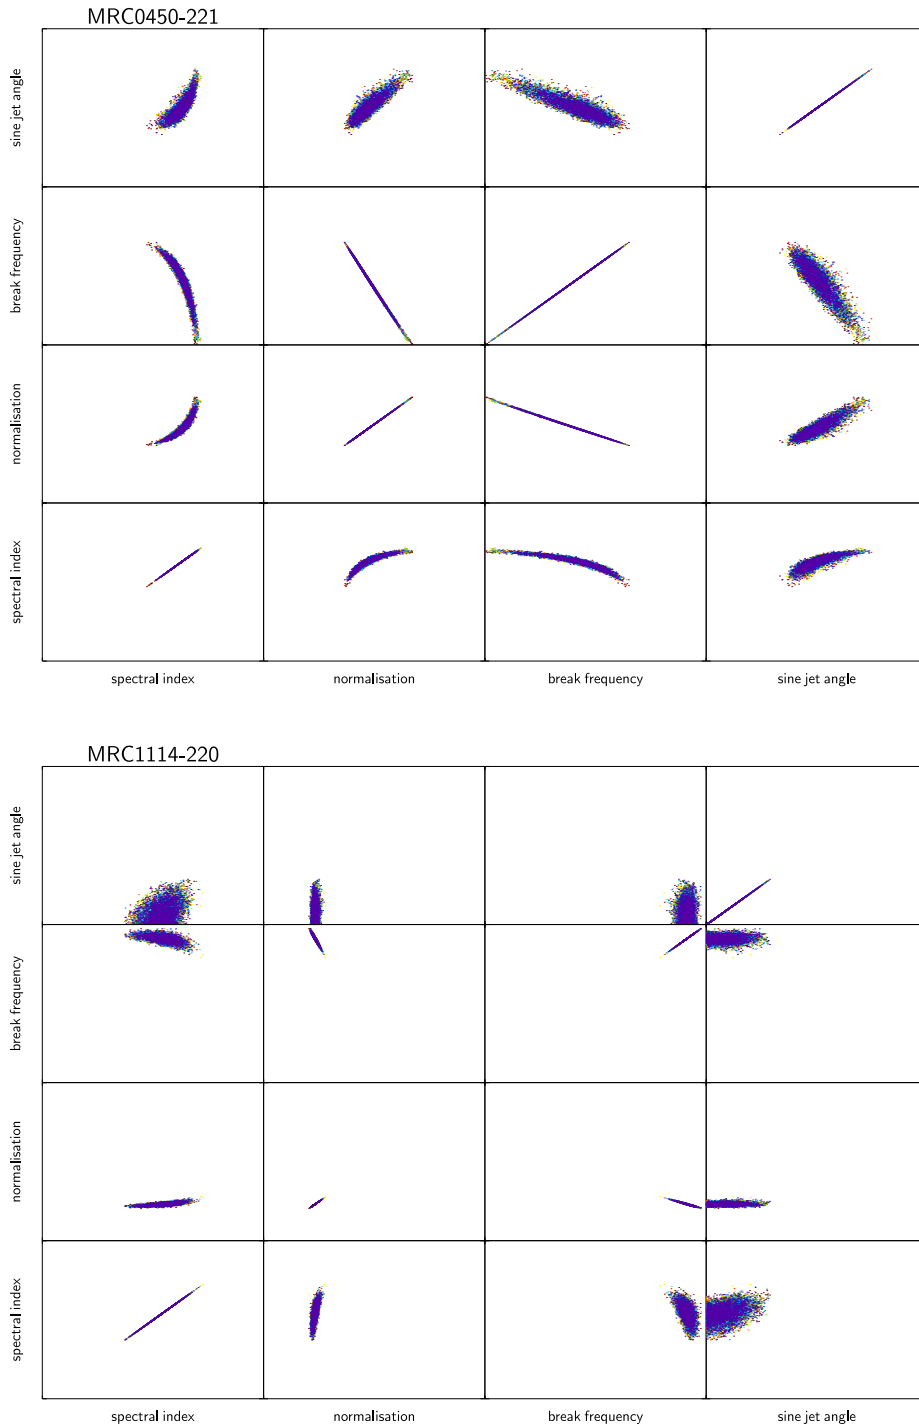 MRC0450-221
sine jet angle
break frequency
normalisation
spectral index
spectral index normalisation break frequency sine jet angle
MRC1114-220
sine jet angle
break frequency
normalisation
spectral index
spectral index normalisation break frequency sine jet angle